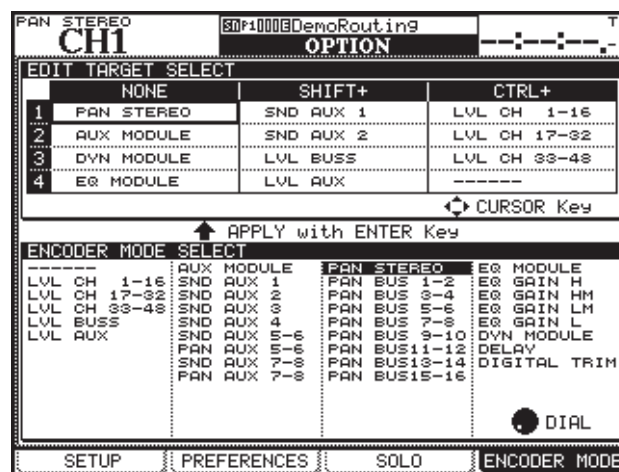 PAN STEREO
CH1
SD P1000 DemoRouting
OPTION
--:--:--.-
T
EDIT TARGET SELECT
NONE SHIFT+ CTRL+
1 PAN STEREO SND AUX 1 LVL CH 1-16
2 AUX MODULE SND AUX 2 LVL CH 17-32
3 DYN MODULE LVL BUSS LVL CH 33-48
4 EQ MODULE LVL AUX ------
CURSOR Key
APPLY with ENTER Key
ENCODER MODE SELECT
------ AUX MODULE PAN STEREO EQ MODULE
LVL CH 1-16 SND AUX 1 PAN BUS 1-2 EQ GAIN H
LVL CH 17-32 SND AUX 2 PAN BUS 3-4 EQ GAIN HM
LVL CH 33-48 SND AUX 3 PAN BUS 5-6 EQ GAIN LM
LVL BUSS SND AUX 4 PAN BUS 7-8 EQ GAIN L
LVL AUX SND AUX 5-6 PAN BUS 9-10 DYN MODULE
PAN AUX 5-6 PAN BUS11-12 DELAY
SND AUX 7-8 PAN BUS13-14 DIGITAL TRIM
PAN AUX 7-8 PAN BUS15-16
DIAL
SETUP PREFERENCES SOLO ENCODER MODE